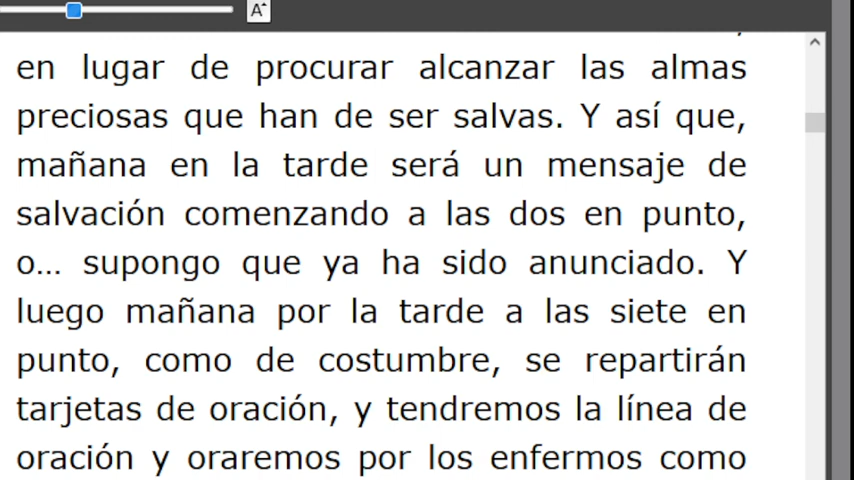 A
en lugar de procurar alcanzar las almas
preciosas que han de ser salvas. Y así que,
mañana en la tarde será un mensaje de
salvación comenzando a las dos en punto,
o... supongo que ya ha sido anunciado. Y
luego mañana por la tarde a las siete en
punto, como de costumbre, se repartirán
tarjetas de oración, y tendremos la línea de
oración y oraremos por los enfermos como